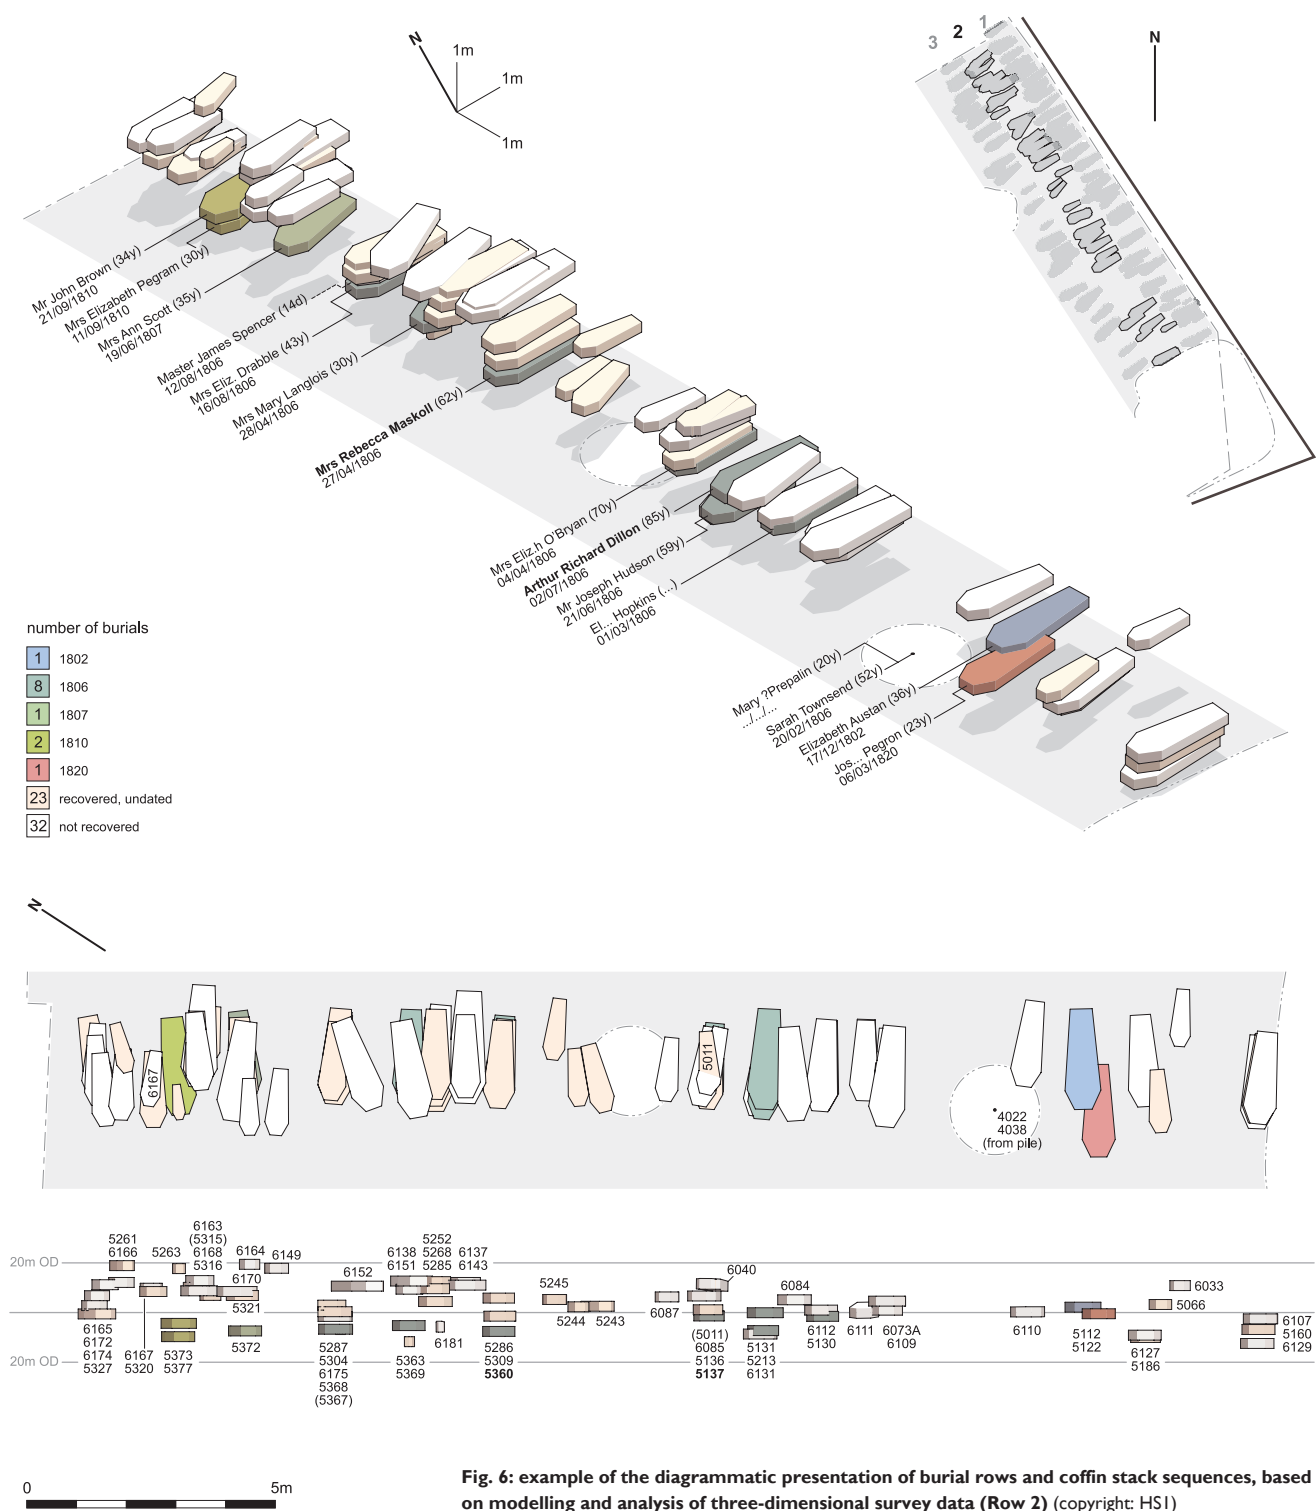 N
1m
1m
1m
3 2 1
N
Mr John Brown (34y)
21/09/1810
Mrs Elizabeth Pegram (30y)
11/09/1810
Mrs Ann Scott (35y)
19/06/1807
Master James Spencer (14d)
12/08/1806
Mrs Eliz. Drabble (43y)
16/08/1806
Mrs Mary Langlois (30y)
28/04/1806
Mrs Rebecca Maskoll (62y)
27/04/1806
Mrs Eliz.h O'Bryan (70y)
04/04/1806
Arthur Richard Dillon (85y)
02/07/1806
Mr Joseph Hudson (59y)
21/06/1806
El... Hopkins (...)
01/03/1806
Mary ?Prepalin (20y)
../../...
Sarah Townsend (52y)
20/02/1806
Elizabeth Austan (36y)
17/12/1802
Jos... Pegron (23y)
06/03/1820
number of burials
1 1802
8 1806
1 1807
2 1810
1 1820
23 recovered, undated
32 not recovered
N
6167
5011
4022
4038
(from pile)
20m OD
20m OD
5261
6166
5263
6163
(5315)
6168
5316
6164
6149
6170
5321
6165
6172
6174
5327
6167
5320
5373
5377
5372
6152
5287
5304
6175
5368
(5367)
6138
6151
5252
5268
5285
6137
6143
5363
5369
6181
5286
5309
5360
5245
5244
5243
6087
6040
(5011)
6085
5136
5137
5131
5213
6131
6084
6112
5130
6111
6073A
6109
6110
5112
5122
6127
5186
5066
6033
6107
5160
6129
0 5m
Fig. 6: example of the diagrammatic presentation of burial rows and coffin stack sequences, based
on modelling and analysis of three-dimensional survey data (Row 2) (copyright: HS1)